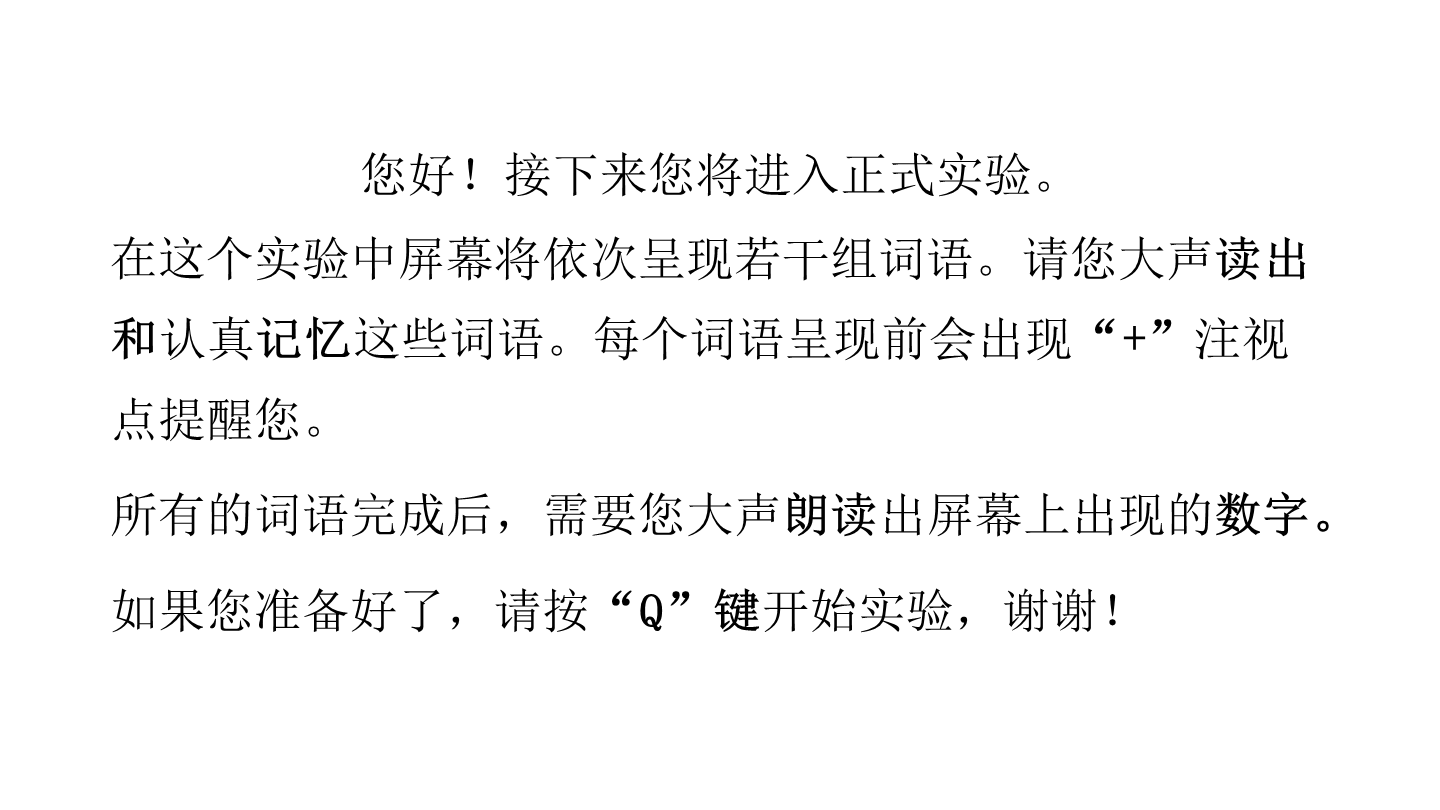 您好！接下来您将进入正式实验。
在这个实验中屏幕将依次呈现若干组词语。请您大声读出
和认真记忆这些词语。每个词语呈现前会出现“+”注视
点提醒您。
所有的词语完成后，需要您大声朗读出屏幕上出现的数字。
如果您准备好了，请按“Q”键开始实验，谢谢！